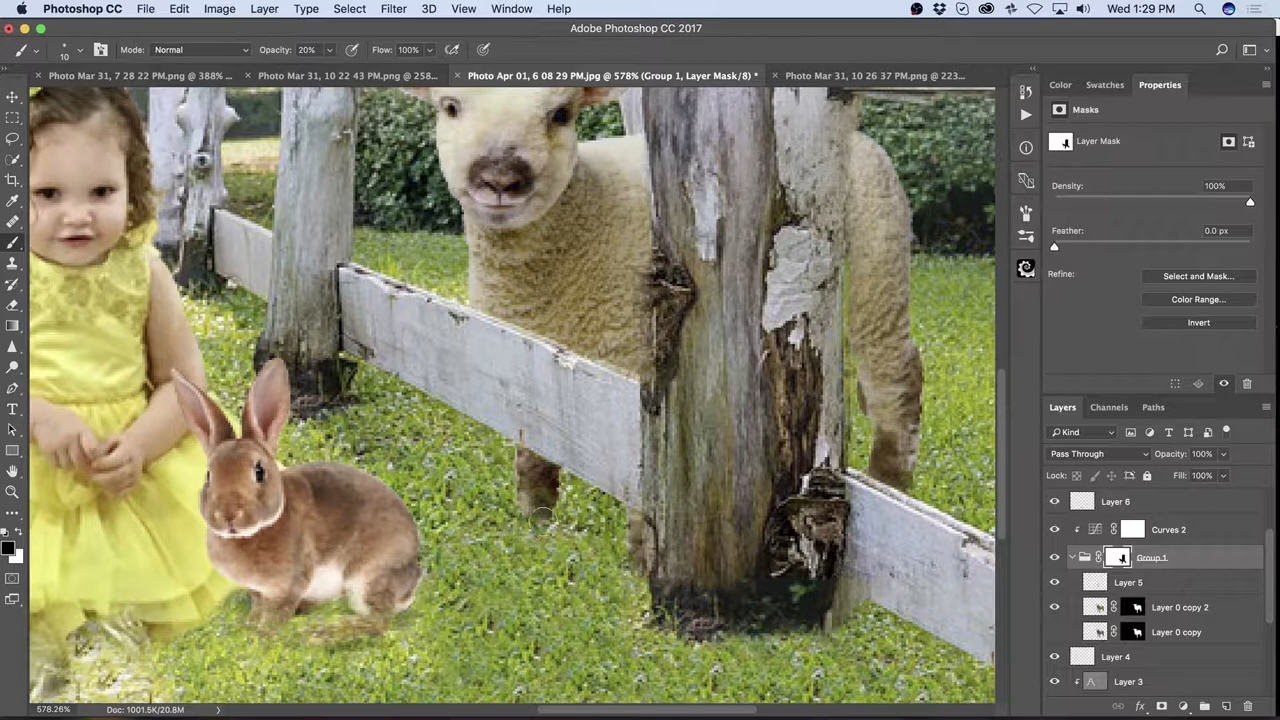 Photoshop CC File Edit Image Layer Type Select Filter 3D View Window Help Wed 1:29 PM
Adobe Photoshop CC 2017
10 Mode: Normal Opacity: 20% Flow: 100%
Photo Mar 31, 7 28 22 PM.png @ 388% ... Photo Mar 31, 10 22 43 PM.png @ 258... Photo Apr 01, 6 08 29 PM.jpg @ 578% (Group 1, Layer Mask/8) * Photo Mar 31, 10 26 37 PM.png @ 223...
Color Swatches Properties
Masks
Layer Mask
Density: 100%
Feather: 0.0 px
Refine: Select and Mask...
Color Range...
Invert
Layers Channels Paths
Kind
Pass Through Opacity: 100%
Lock: Fill: 100%
Layer 6
Curves 2
Group 1
Layer 5
Layer 0 copy 2
Layer 0 copy
Layer 4
Layer 3
578.26% Doc: 1001.5K/20.8M